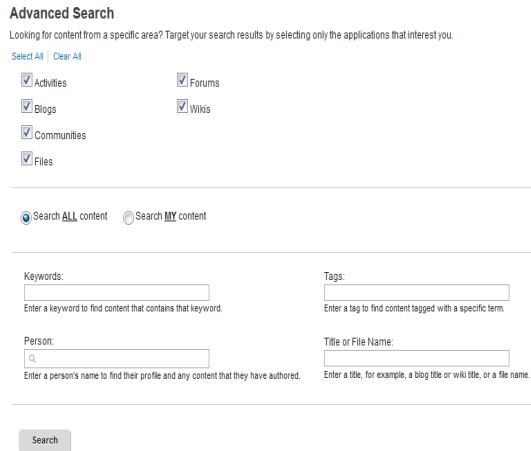 Advanced Search
Looking for content from a specific area? Target your search results by selecting only the applications that interest you.
Select All | Clear All
Activities Forums
Blogs Wikis
Communities
Files
Search ALL content Search MY content
Keywords: Tags:
Enter a keyword to find content that contains that keyword. Enter a tag to find content tagged with a specific term.
Person: Title or File Name:
Enter a person's name to find their profile and any content that they have authored. Enter a title, for example, a blog title or wiki title, or a file name.
Search